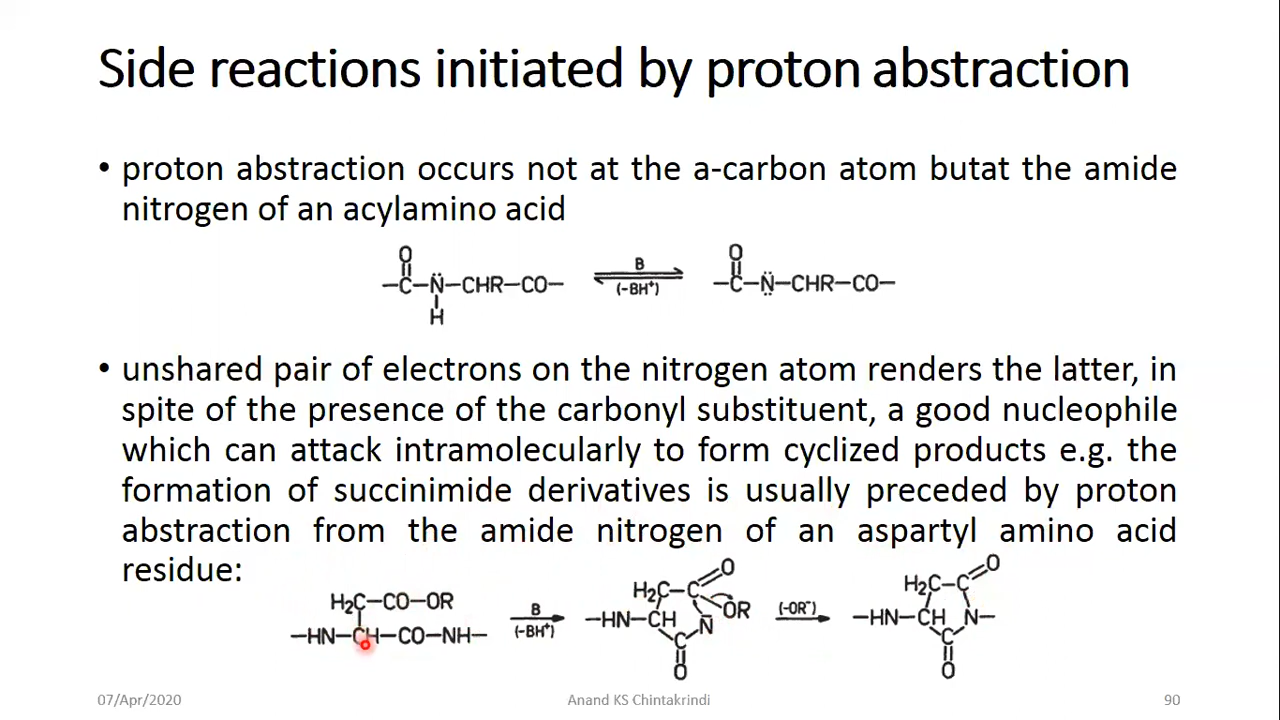 Side reactions initiated by proton abstraction
• proton abstraction occurs not at the a-carbon atom butat the amide
nitrogen of an acylamino acid
O
B
O
–C–N̈–CHR–CO– (-BH⁺) –C–N̈–CHR–CO–
H
• unshared pair of electrons on the nitrogen atom renders the latter, in
spite of the presence of the carbonyl substituent, a good nucleophile
which can attack intramolecularly to form cyclized products e.g. the
formation of succinimide derivatives is usually preceded by proton
abstraction from the amide nitrogen of an aspartyl amino acid
residue:
H₂C–CO–OR
–HN–CH–CO–NH–
B
(-BH⁺)
O
H₂C–C
OR
–HN–CH
N̄
C
O
(-OR⁻)
O
H₂C–C
–HN–CH N–
C
O
07/Apr/2020
Anand KS Chintakrindi
90